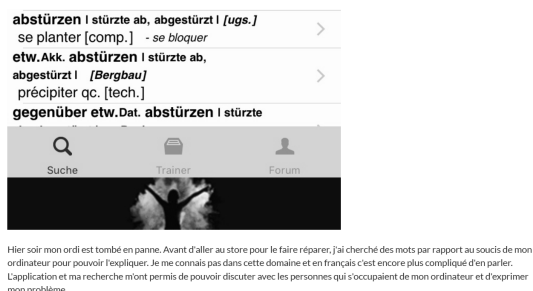 abstürzen | stürzte ab, abgestürzt | [ugs.]
se planter [comp.] - se bloquer
etw.Akk. abstürzen | stürzte ab,
abgestürzt | [Bergbau]
précipiter qc. [tech.]
gegenüber etw.Dat. abstürzen | stürzte
Suche Trainer Forum
Hier soir mon ordi est tombé en panne. Avant d'aller au store pour le faire réparer, j'ai cherché des mots par rapport au soucis de mon
ordinateur pour pouvoir l'expliquer. Je me connais pas dans cette domaine et en français c'est encore plus compliqué d'en parler.
L'application et ma recherche m'ont permis de pouvoir discuter avec les personnes qui s'occupaient de mon ordinateur et d'exprimer
mon problème.